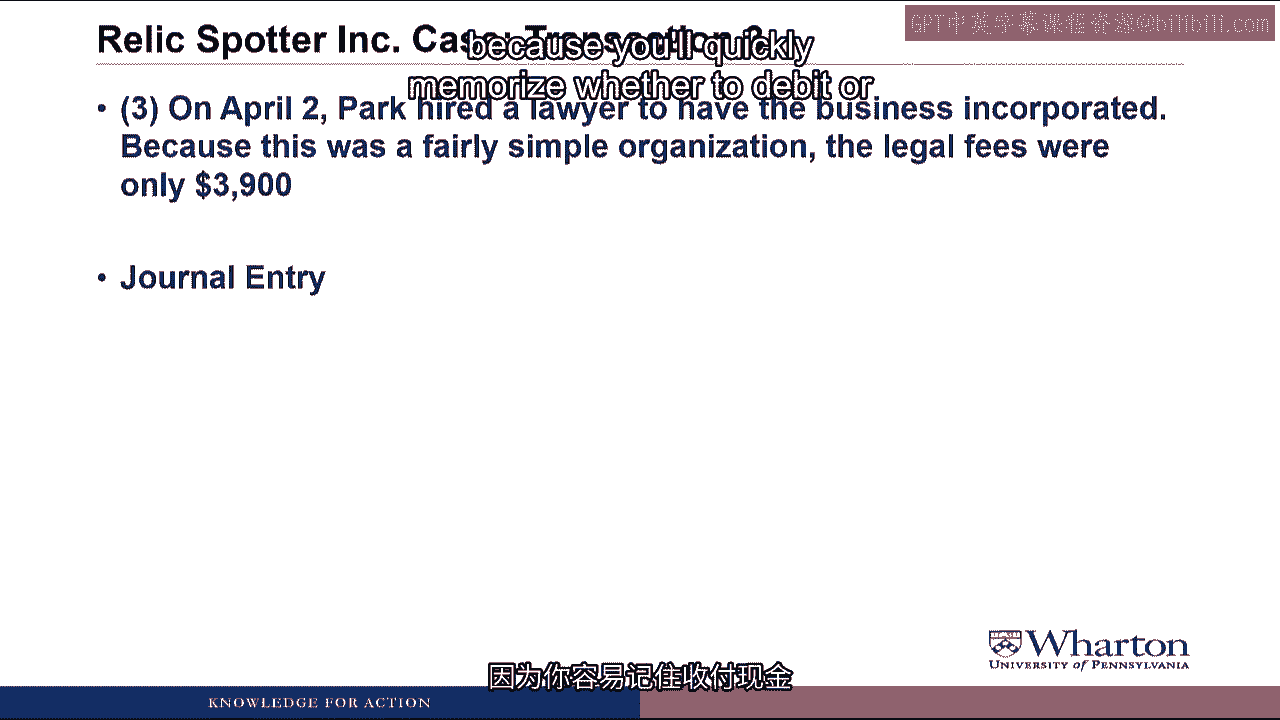 Relic Spotter Inc. Case: Transaction 3
because you'll quickly
memorize whether to debit or
GPT中英字幕课程资源@bilibili.com
• (3) On April 2, Park hired a lawyer to have the business incorporated.
Because this was a fairly simple organization, the legal fees were
only $3,900
• Journal Entry
Wharton
UNIVERSITY of PENNSYLVANIA
因为你容易记住收付现金
KNOWLEDGE FOR ACTION